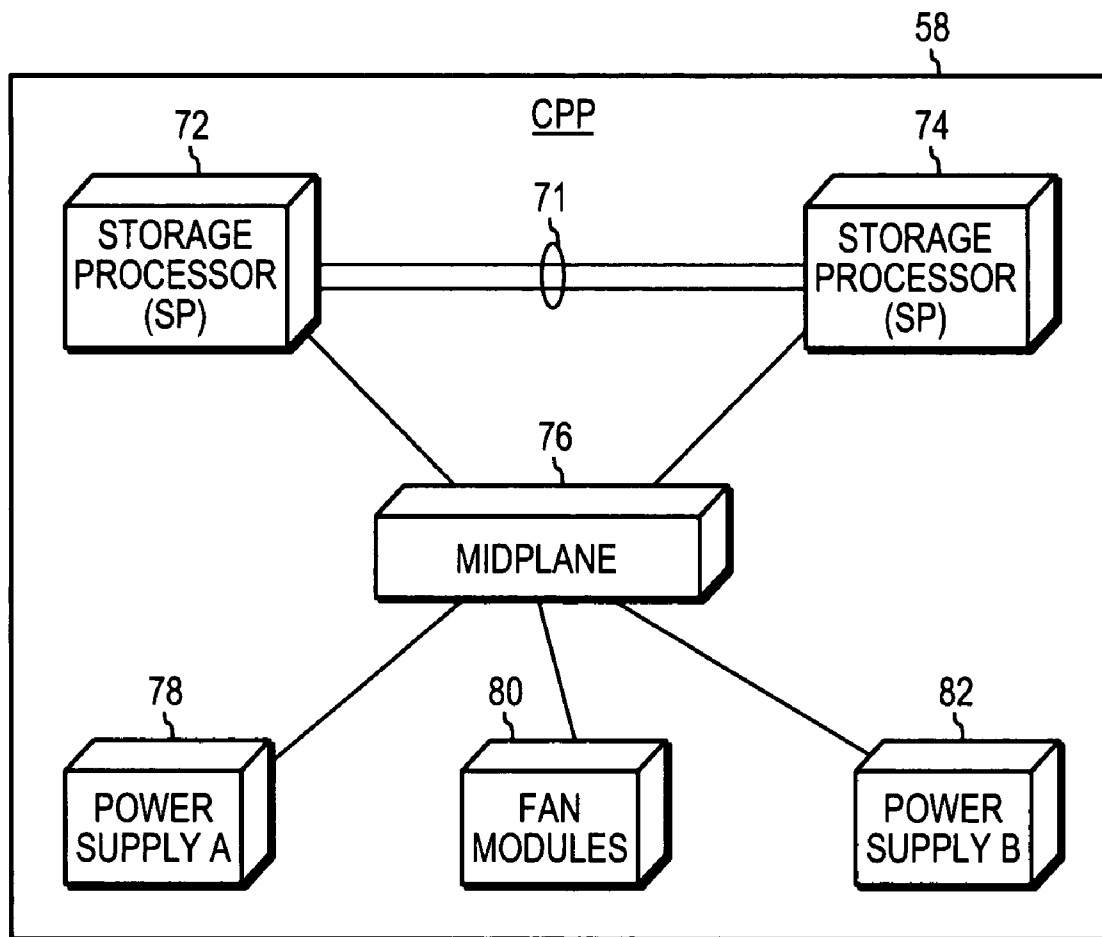 58
CPP
72
74
71
STORAGE
PROCESSOR
(SP)
STORAGE
PROCESSOR
(SP)
76
MIDPLANE
78
80
82
POWER
SUPPLY A
FAN
MODULES
POWER
SUPPLY B